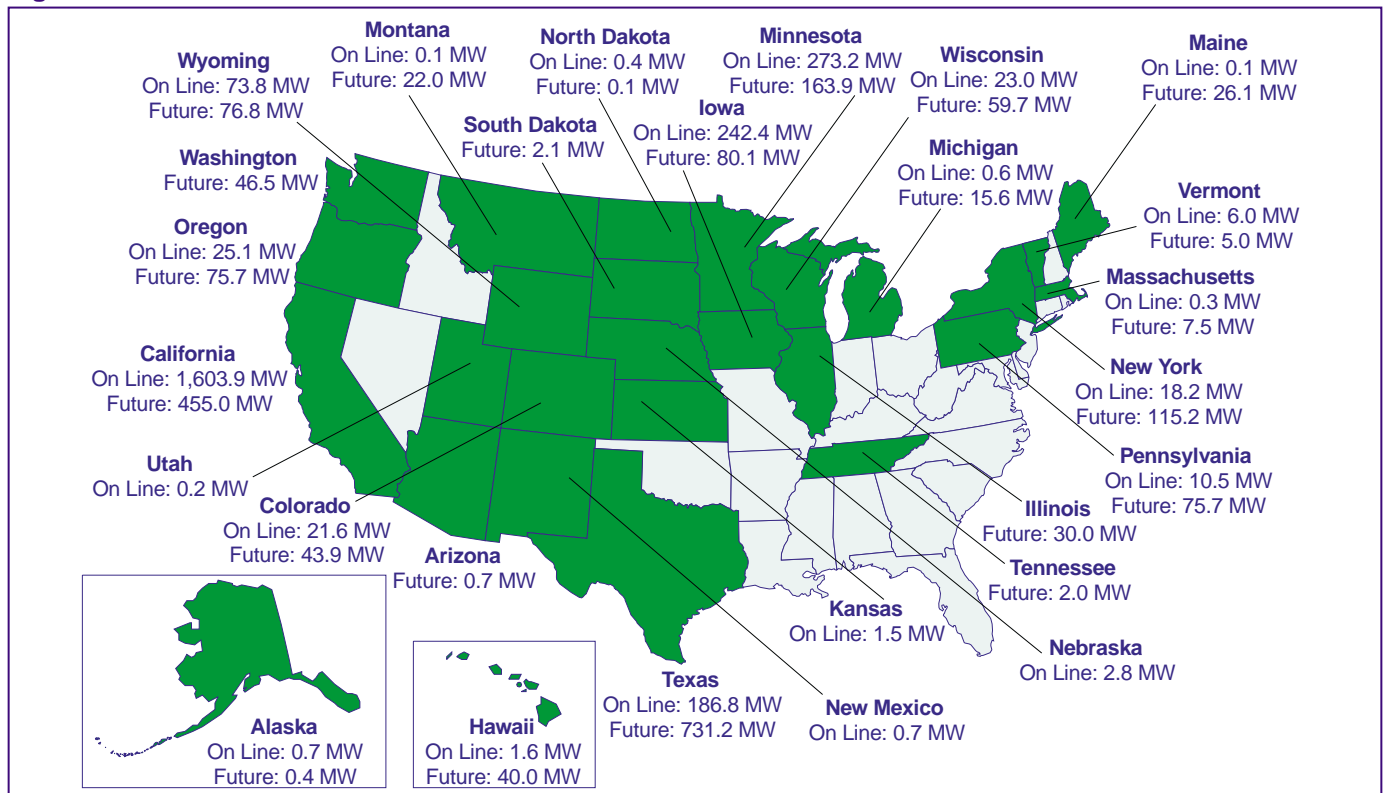 Montana
On Line: 0.1 MW
Future: 22.0 MW
North Dakota
On Line: 0.4 MW
Future: 0.1 MW
Minnesota
On Line: 273.2 MW
Future: 163.9 MW
Wisconsin
On Line: 23.0 MW
Future: 59.7 MW
Maine
On Line: 0.1 MW
Future: 26.1 MW
Wyoming
On Line: 73.8 MW
Future: 76.8 MW
South Dakota
Future: 2.1 MW
Iowa
On Line: 242.4 MW
Future: 80.1 MW
Michigan
On Line: 0.6 MW
Future: 15.6 MW
Washington
Future: 46.5 MW
Vermont
On Line: 6.0 MW
Future: 5.0 MW
Oregon
On Line: 25.1 MW
Future: 75.7 MW
Massachusetts
On Line: 0.3 MW
Future: 7.5 MW
California
On Line: 1,603.9 MW
Future: 455.0 MW
New York
On Line: 18.2 MW
Future: 115.2 MW
Utah
On Line: 0.2 MW
Pennsylvania
On Line: 10.5 MW
Future: 75.7 MW
Colorado
On Line: 21.6 MW
Future: 43.9 MW
Illinois
Future: 30.0 MW
Arizona
Future: 0.7 MW
Tennessee
Future: 2.0 MW
Kansas
On Line: 1.5 MW
Nebraska
On Line: 2.8 MW
Texas
On Line: 186.8 MW
Future: 731.2 MW
New Mexico
On Line: 0.7 MW
Alaska
On Line: 0.7 MW
Future: 0.4 MW
Hawaii
On Line: 1.6 MW
Future: 40.0 MW